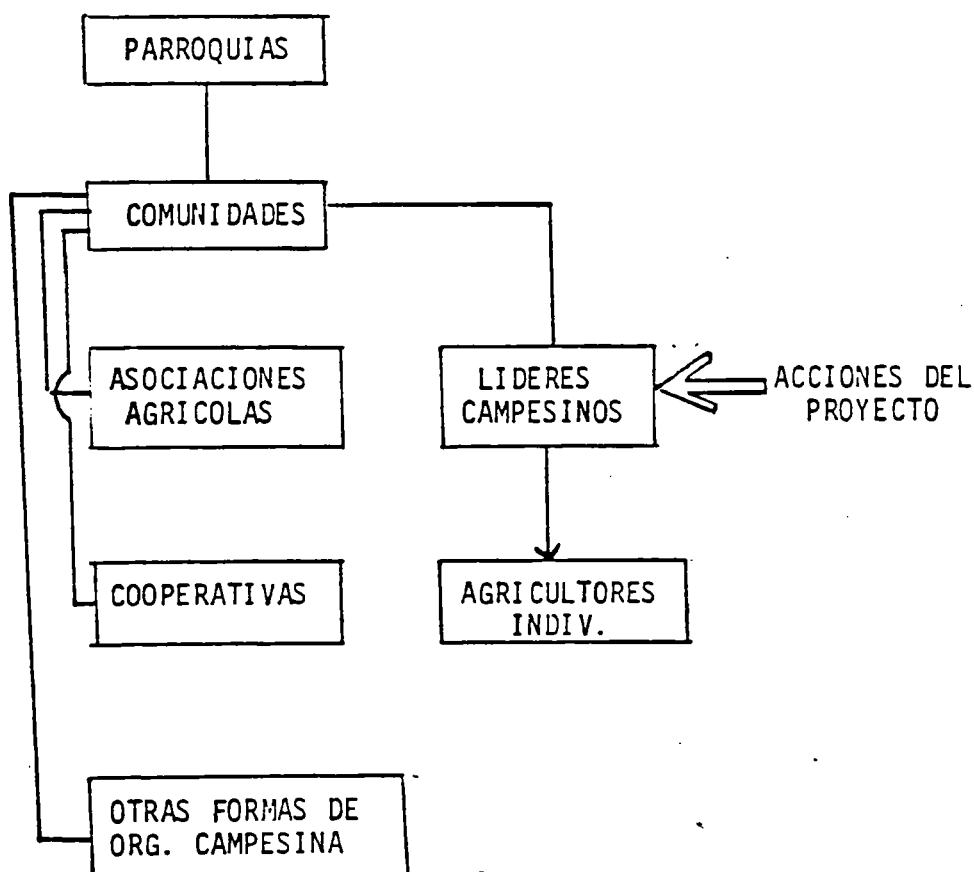 PARROQUIAS
COMUNIDADES
ASOCIACIONES
AGRICOLAS
LIDERES
CAMPESINOS
ACCIONES DEL
PROYECTO
COOPERATIVAS
AGRICULTORES
INDIV.
OTRAS FORMAS DE
ORG. CAMPESINA